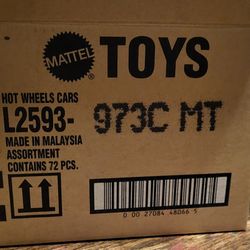 MATTEL TOYS
HOT WHEELS CARS
L2593- 973C MT
MADE IN MALAYSIA
ASSORTMENT
CONTAINS 72 PCS.
0 00 27084 48066 5